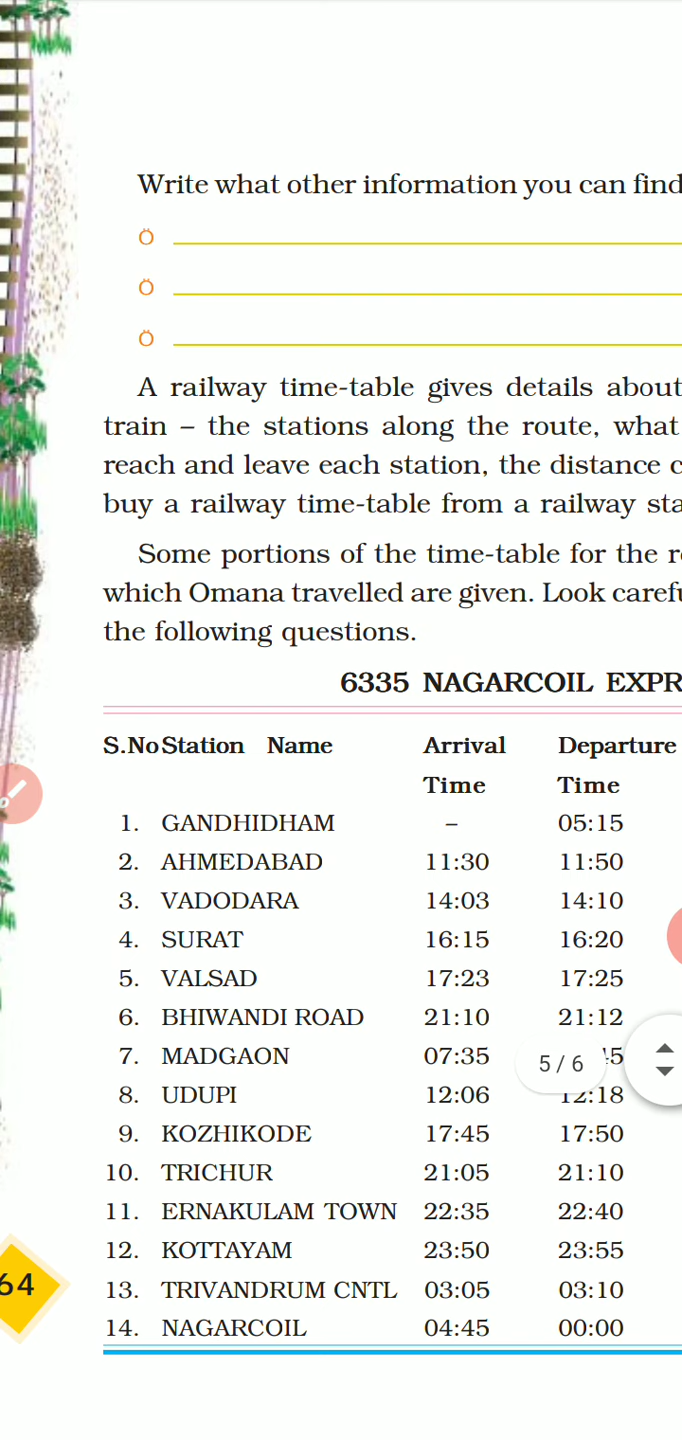 Write what other information you can find
Ö
Ö
Ö
A railway time-table gives details about
train – the stations along the route, what
reach and leave each station, the distance c
buy a railway time-table from a railway sta
Some portions of the time-table for the r
which Omana travelled are given. Look caref
the following questions.
6335 NAGARCOIL EXPR
S.No Station Name Arrival Departure
Time Time
1. GANDHIDHAM – 05:15
2. AHMEDABAD 11:30 11:50
3. VADODARA 14:03 14:10
4. SURAT 16:15 16:20
5. VALSAD 17:23 17:25
6. BHIWANDI ROAD 21:10 21:12
7. MADGAON 07:35
5 / 6
8. UDUPI 12:06 12:18
9. KOZHIKODE 17:45 17:50
10. TRICHUR 21:05 21:10
11. ERNAKULAM TOWN 22:35 22:40
12. KOTTAYAM 23:50 23:55
13. TRIVANDRUM CNTL 03:05 03:10
14. NAGARCOIL 04:45 00:00
64